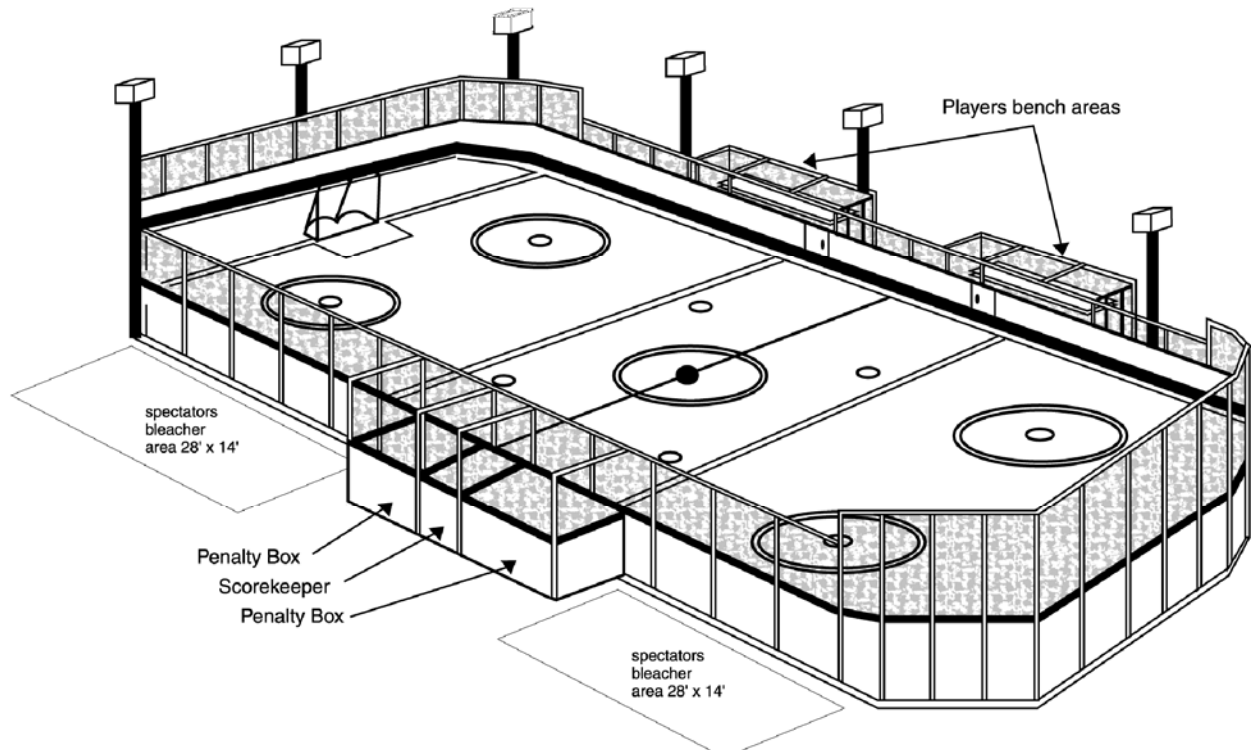 Players bench areas
spectators
bleacher
area 28' x 14'
Penalty Box
Scorekeeper
Penalty Box
spectators
bleacher
area 28' x 14'